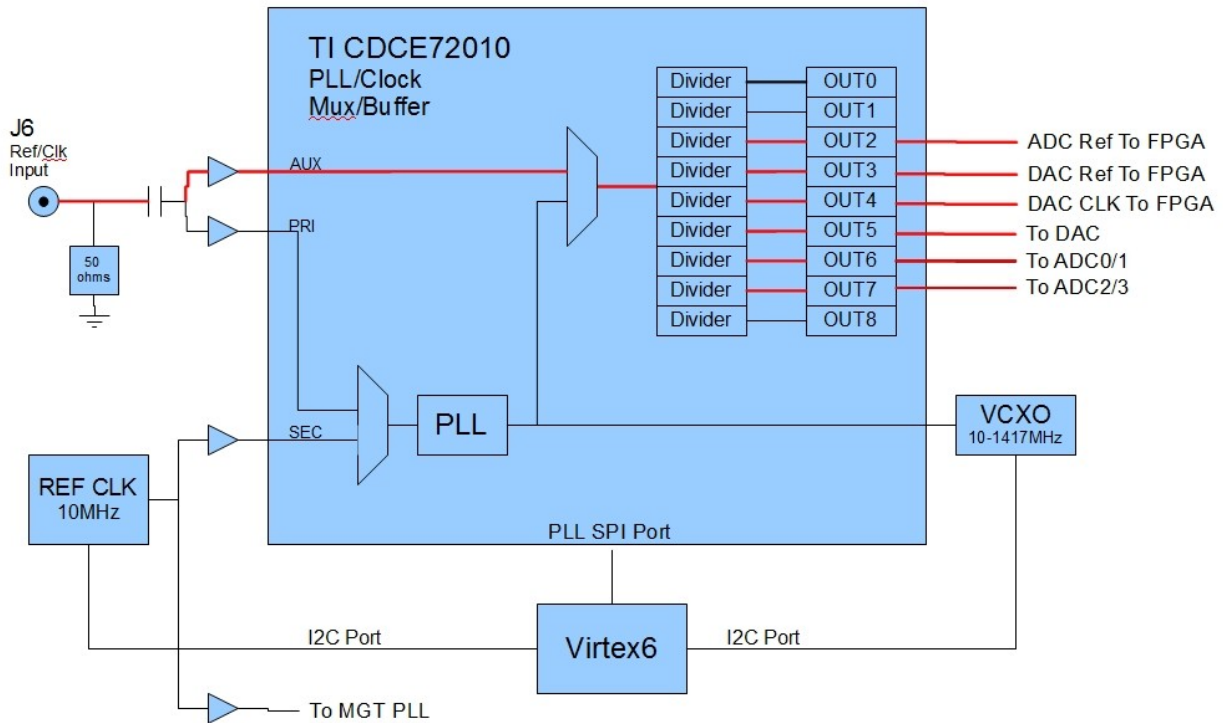 TI CDCE72010
PLL/Clock
Mux/Buffer
J6
Ref/Clk
Input
50
ohms
AUX
PRI
SEC
PLL
Divider OUT0
Divider OUT1
Divider OUT2 ADC Ref To FPGA
Divider OUT3 DAC Ref To FPGA
Divider OUT4 DAC CLK To FPGA
Divider OUT5 To DAC
Divider OUT6 To ADC0/1
Divider OUT7 To ADC2/3
Divider OUT8
VCXO
10-1417MHz
REF CLK
10MHz
PLL SPI Port
I2C Port
Virtex6
I2C Port
To MGT PLL